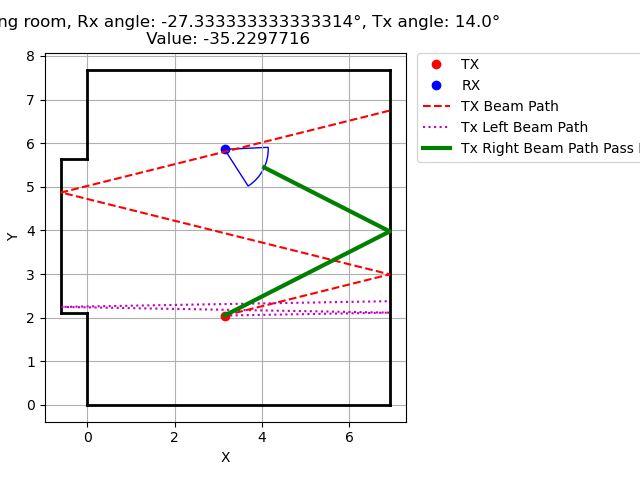 room, Rx angle: -27.333333333333314°, Tx angle: 14.0°
Value: -35.2297716
8
7
6
5
4
3
2
1
0
Y
0
2
4
6
X
TX
RX
TX Beam Path
Tx Left Beam Path
Tx Right Beam Path Pass